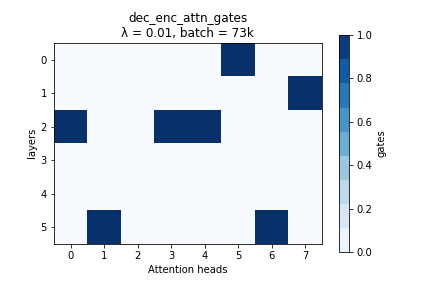 dec_enc_attn_gates
λ = 0.01, batch = 73k
layers
0
1
2
3
4
5
0 1 2 3 4 5 6 7
Attention heads
1.0
0.8
0.6
0.4
0.2
0.0
gates